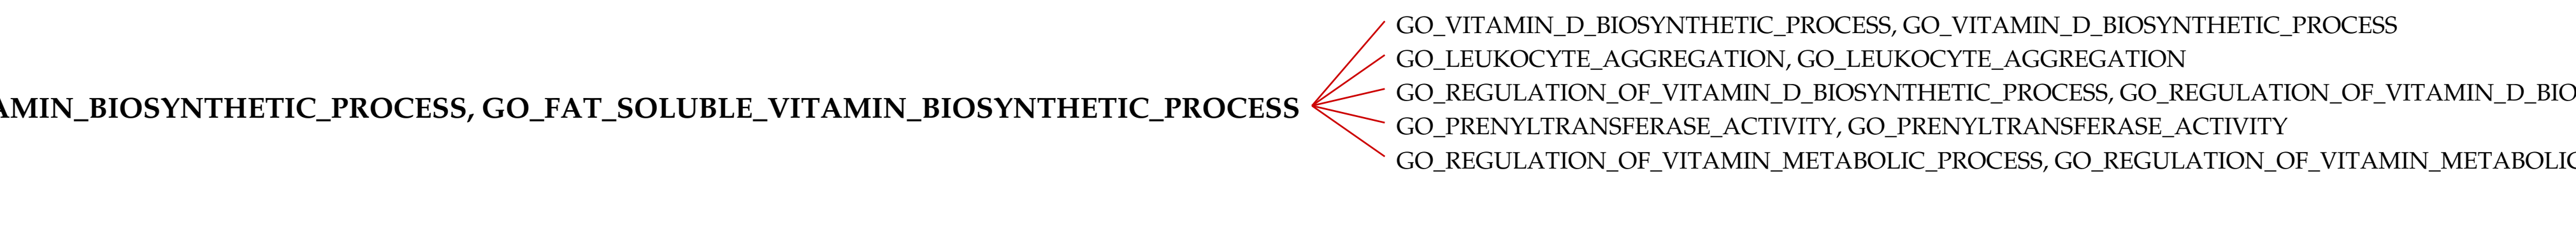 GO_VITAMIN_D_BIOSYNTHETIC_PROCESS, GO_VITAMIN_D_BIOSYNTHETIC_PROCESS
GO_LEUKOCYTE_AGGREGATION, GO_LEUKOCYTE_AGGREGATION
GO_REGULATION_OF_VITAMIN_D_BIOSYNTHETIC_PROCESS, GO_REGULATION_OF_VITAMIN_D_BIO
AMIN_BIOSYNTHETIC_PROCESS, GO_FAT_SOLUBLE_VITAMIN_BIOSYNTHETIC_PROCESS
GO_PRENYLTRANSFERASE_ACTIVITY, GO_PRENYLTRANSFERASE_ACTIVITY
GO_REGULATION_OF_VITAMIN_METABOLIC_PROCESS, GO_REGULATION_OF_VITAMIN_METABOLIC